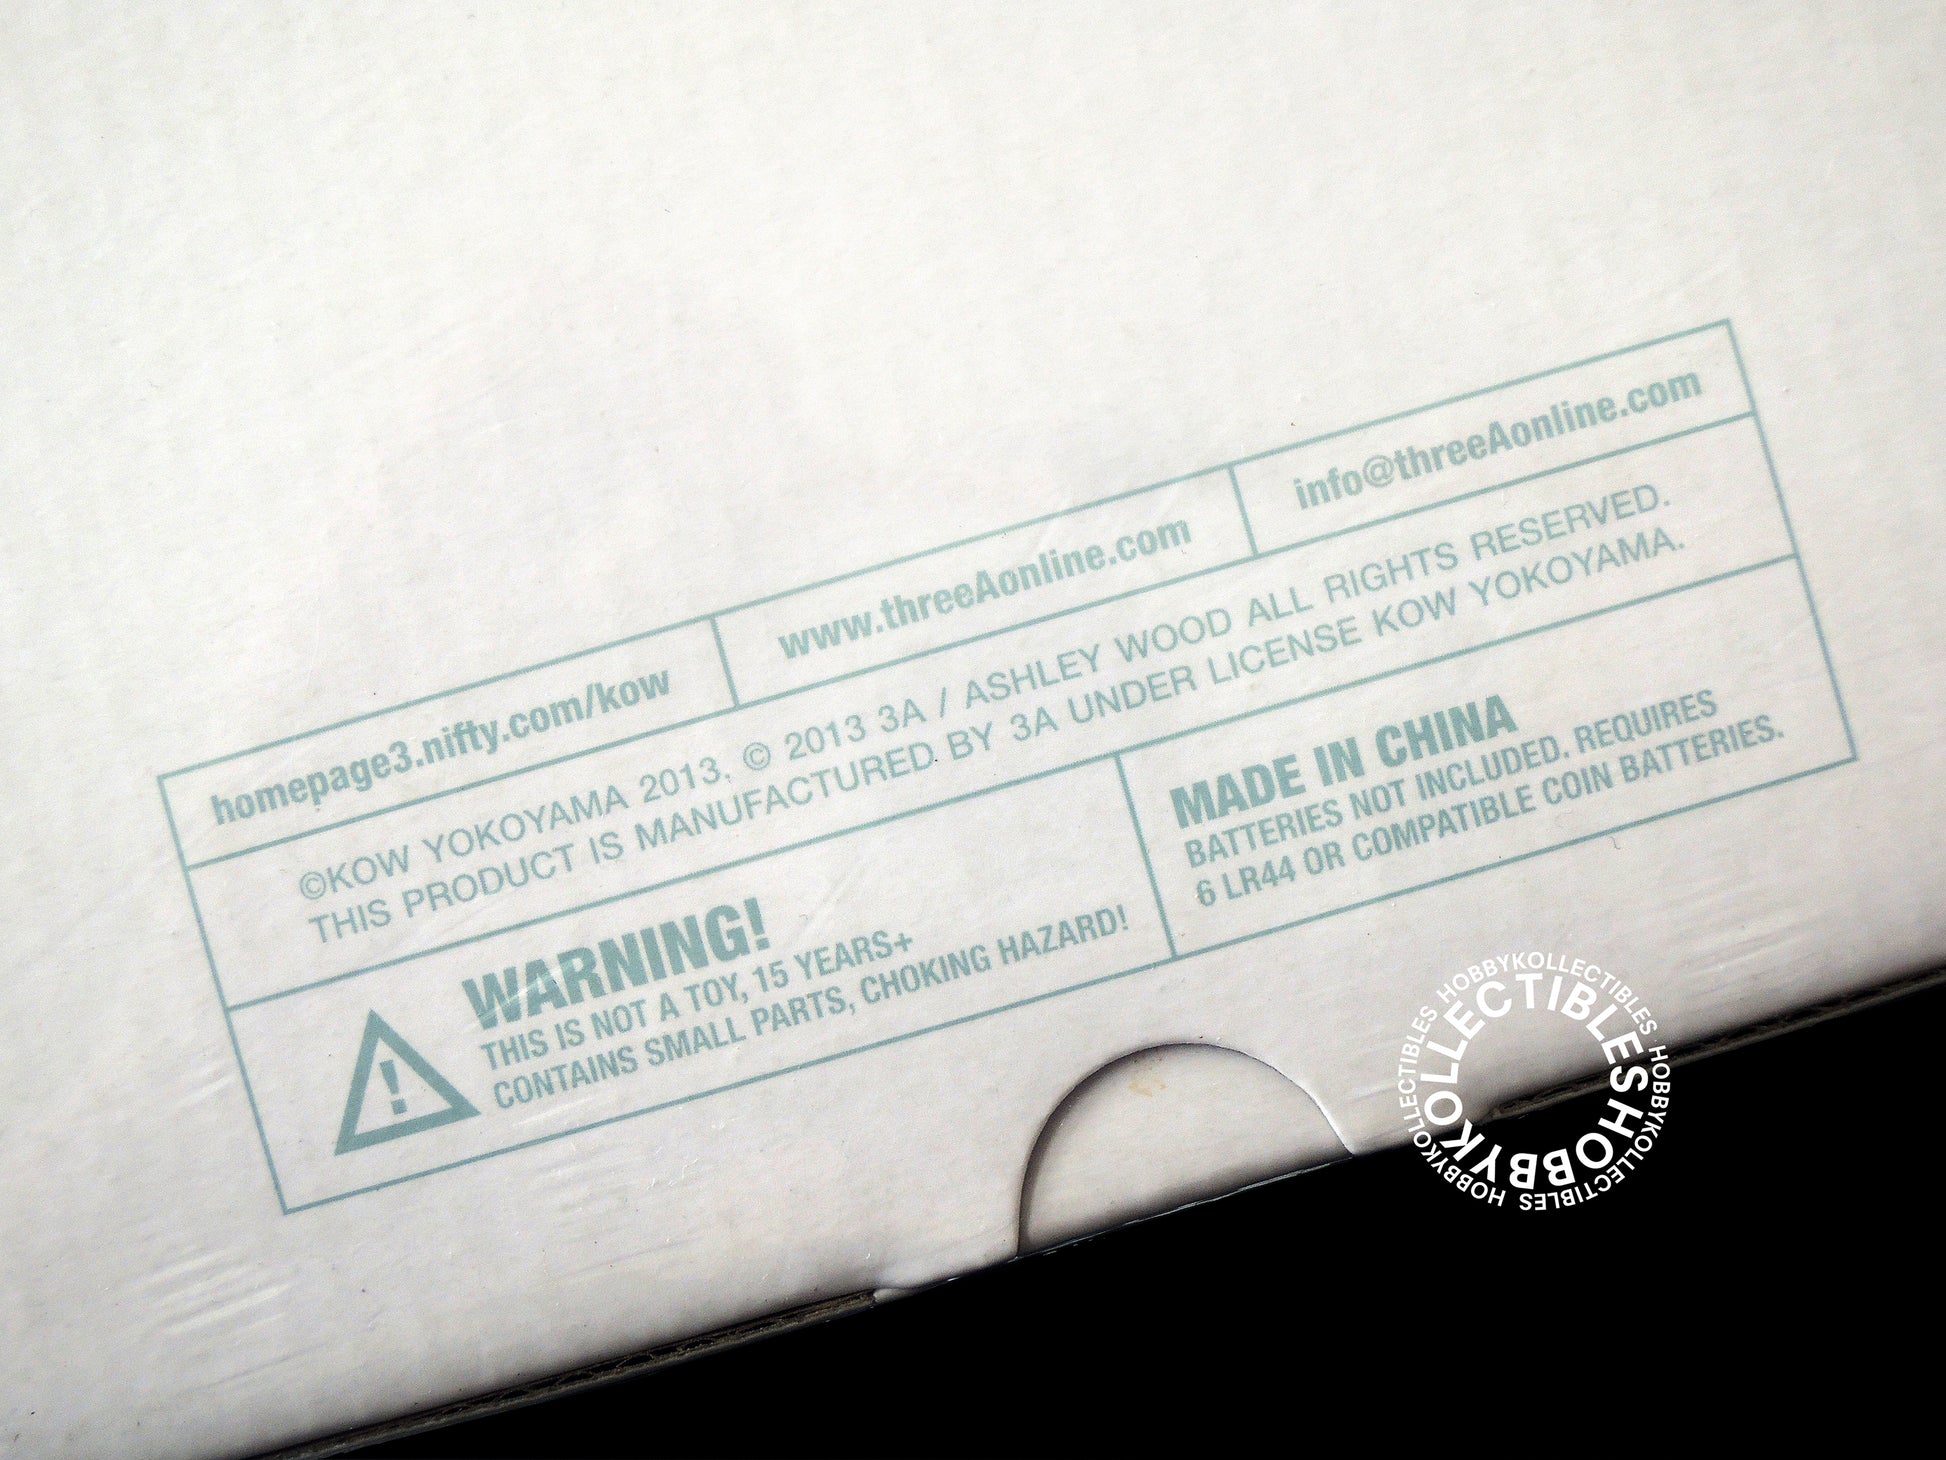 homepage3.nifty.com/kow
www.threeAonline.com
info@threeAonline.com
©KOW YOKOYAMA 2013, © 2013 3A / ASHLEY WOOD ALL RIGHTS RESERVED.
THIS PRODUCT IS MANUFACTURED BY 3A UNDER LICENSE KOW YOKOYAMA.
!
WARNING!
THIS IS NOT A TOY, 15 YEARS+
CONTAINS SMALL PARTS, CHOKING HAZARD!
MADE IN CHINA
BATTERIES NOT INCLUDED. REQUIRES
6 LR44 OR COMPATIBLE COIN BATTERIES.
HOBBYKOLLECTIBLES HOBBYKOLLECTIBLES HOBBYKOLLECTIBLES HOBBYKOLLECTIBLES
HOBBYKOLLECTIBLES